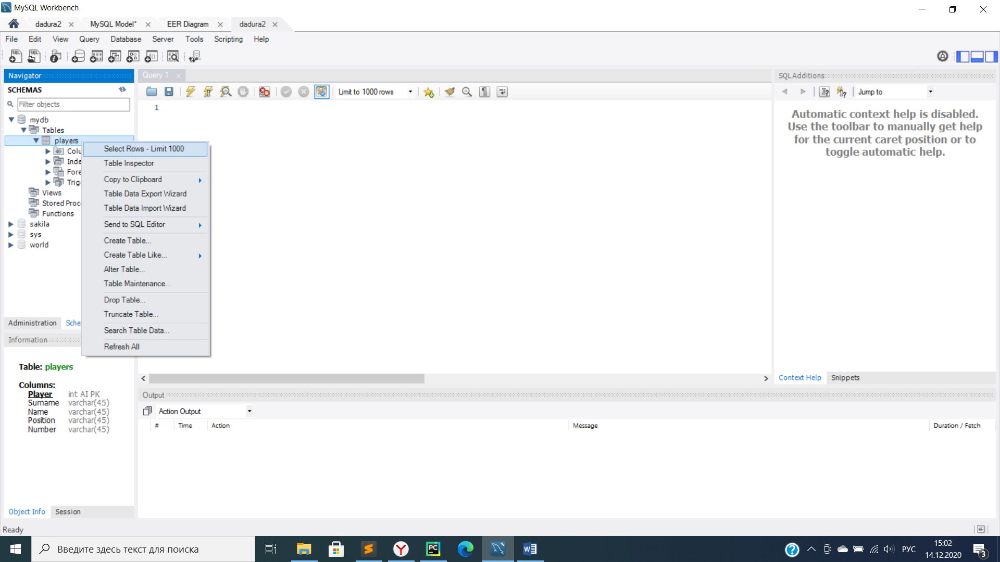 MySQL Workbench
dadura2
MySQL Model*
EER Diagram
dadura2
File Edit View Query Database Server Tools Scripting Help
Navigator
SCHEMAS
Filter objects
mydb
Tables
players
Colu
Inde
Fore
Trig
Views
Stored Proc
Functions
sakila
sys
world
Administration Sche
Select Rows - Limit 1000
Table Inspector
Copy to Clipboard
Table Data Export Wizard
Table Data Import Wizard
Send to SQL Editor
Create Table...
Create Table Like...
Alter Table...
Table Maintenance...
Drop Table...
Truncate Table...
Search Table Data...
Refresh All
Information
Table: players
Columns:
Player int AI PK
Surname varchar(45)
Name varchar(45)
Position varchar(45)
Number varchar(45)
Object Info Session
Query 1
Limit to 1000 rows
1
SQLAdditions
Jump to
Automatic context help is disabled.
Use the toolbar to manually get help
for the current caret position or to
toggle automatic help.
Context Help Snippets
Output
Action Output
# Time Action Message Duration / Fetch
Ready
Введите здесь текст для поиска
РУС
15:02
14.12.2020
3